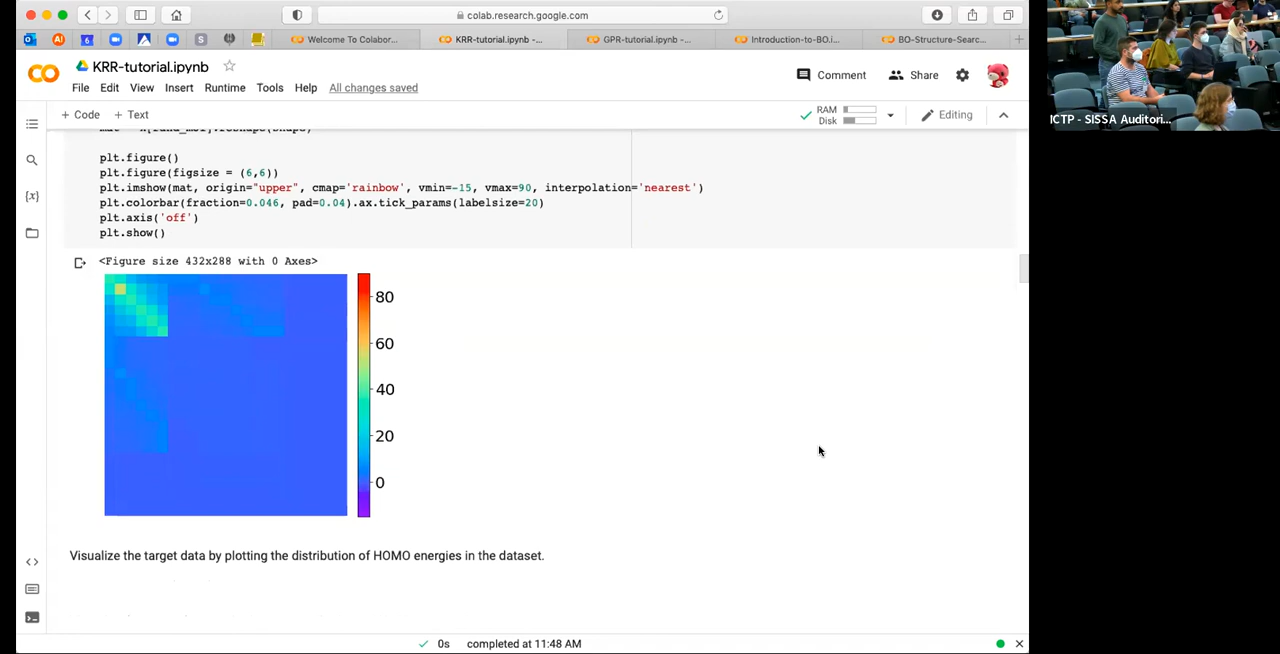 colab.research.google.com
Welcome To Colabor...
KRR-tutorial.ipynb -...
GPR-tutorial.ipynb -...
Introduction-to-BO.i...
BO-Structure-Searc...
KRR-tutorial.ipynb
Comment
Share
File Edit View Insert Runtime Tools Help All changes saved
+ Code + Text
RAM
Disk
Editing
plt.figure()
plt.figure(figsize = (6,6))
plt.imshow(mat, origin="upper", cmap='rainbow', vmin=-15, vmax=90, interpolation='nearest')
plt.colorbar(fraction=0.046, pad=0.04).ax.tick_params(labelsize=20)
plt.axis('off')
plt.show()
<Figure size 432x288 with 0 Axes>
80
60
40
20
0
Visualize the target data by plotting the distribution of HOMO energies in the dataset.
0s completed at 11:48 AM
ICTP - SISSA Auditori...